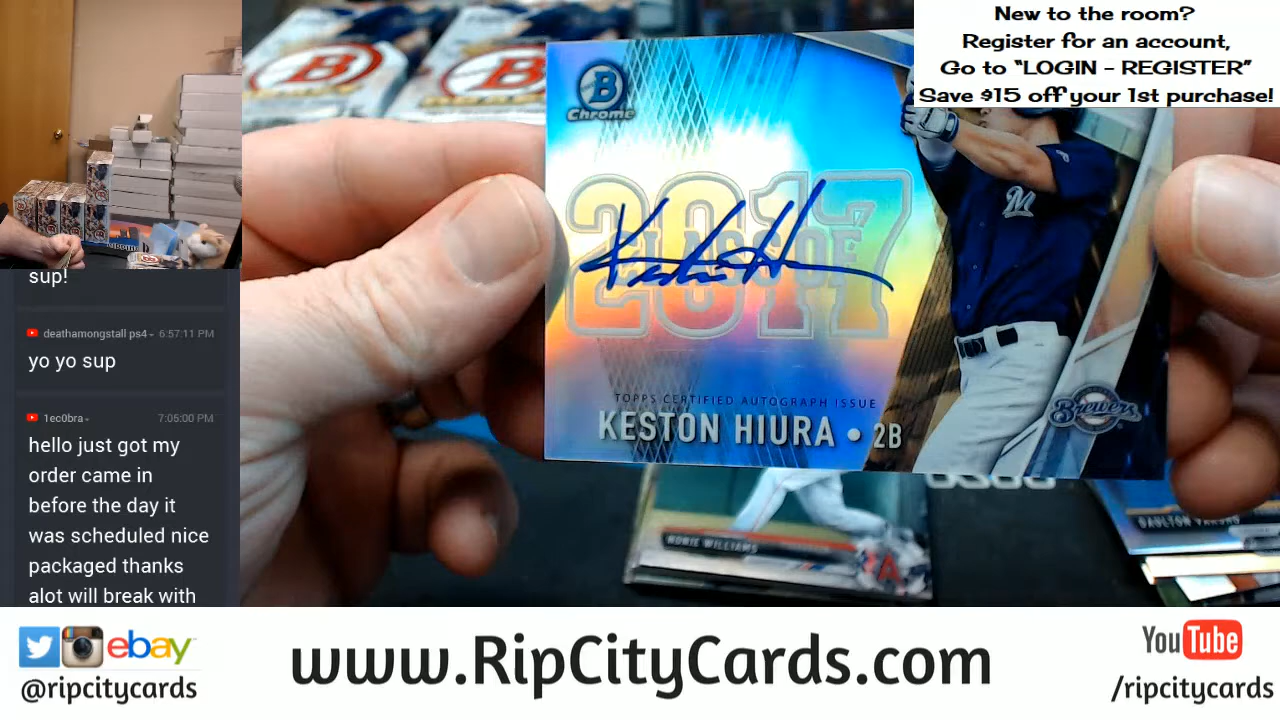 New to the room?
Register for an account,
Go to "LOGIN - REGISTER"
Save $15 off your 1st purchase!
B
B
B
Chrome
2017
CLASS OF
Keston Hiura
M
TOPPS CERTIFIED AUTOGRAPH ISSUE
KESTON HIURA • 2B
Brewers
WILLIAMS
DAULTON VARSHO
A
sup!
deathamongstall ps4 6:57:11 PM
yo yo sup
1ec0bra 7:05:00 PM
hello just got my
order came in
before the day it
was scheduled nice
packaged thanks
alot will break with
ebay
@ripcitycards
www.RipCityCards.com
YouTube
/ripcitycards